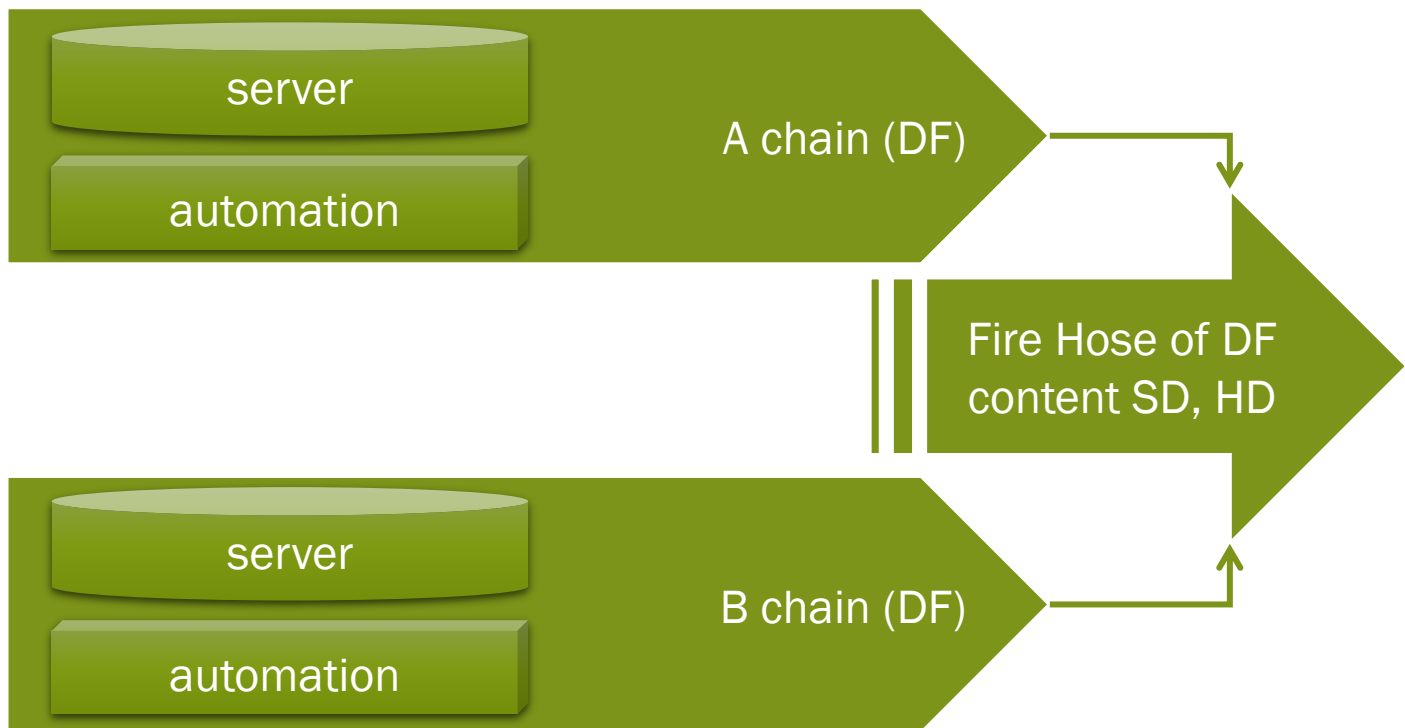 server
A chain (DF)
automation
Fire Hose of DF
content SD, HD
server
B chain (DF)
automation